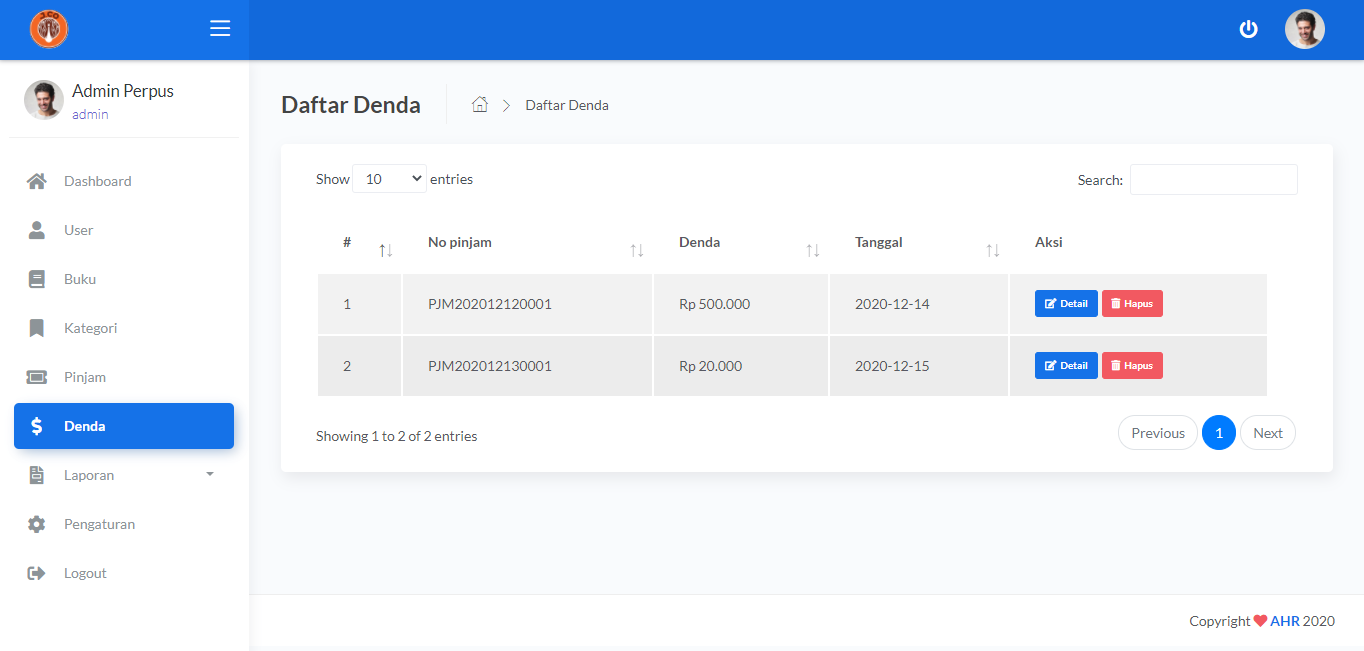 J.CO
Admin Perpus
admin
Dashboard
User
Buku
Kategori
Pinjam
Denda
Laporan
Pengaturan
Logout
Daftar Denda
Daftar Denda
Show 10 entries
Search:
# No pinjam Denda Tanggal Aksi
1 PJM202012120001 Rp 500.000 2020-12-14 Detail Hapus
2 PJM202012130001 Rp 20.000 2020-12-15 Detail Hapus
Showing 1 to 2 of 2 entries
Previous 1 Next
Copyright ❤ AHR 2020